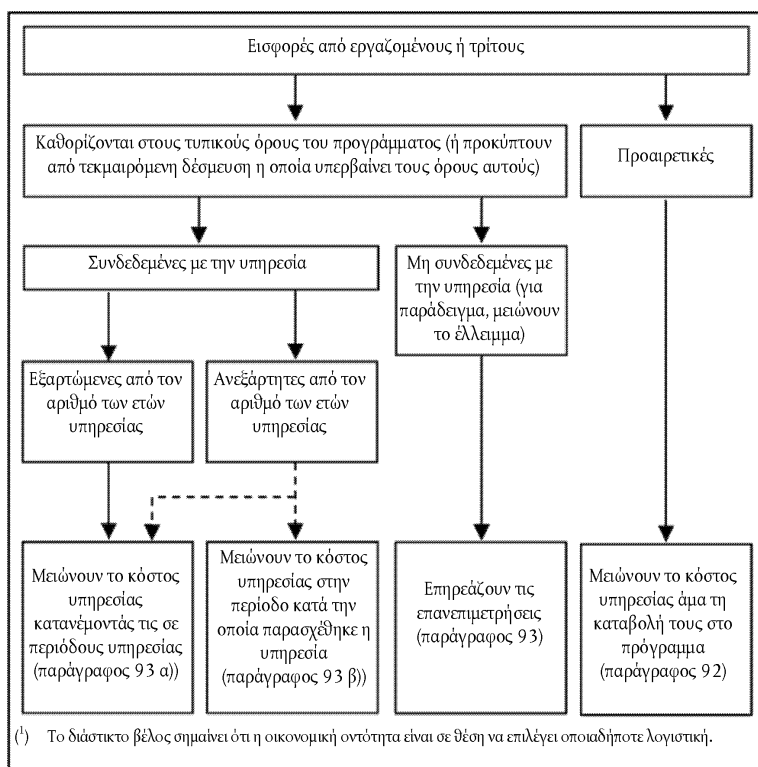 Εισφορές από εργαζομένους ή τρίτους
Καθορίζονται στους τυπικούς όρους του προγράμματος (ή προκύπτουν
από τεκμαιρόμενη δέσμευση η οποία υπερβαίνει τους όρους αυτούς)
Προαιρετικές
Συνδεδεμένες με την υπηρεσία
Μη συνδεδεμένες με
την υπηρεσία (για
παράδειγμα, μειώνουν
το έλλειμμα)
Εξαρτώμενες από τον
αριθμό των ετών
υπηρεσίας
Ανεξάρτητες από τον
αριθμό των ετών
υπηρεσίας
Μειώνουν το κόστος
υπηρεσίας
κατανέμοντάς τις σε
περιόδους υπηρεσίας
(παράγραφος 93 α))
Μειώνουν το κόστος
υπηρεσίας στην
περίοδο κατά την
οποία παρασχέθηκε η
υπηρεσία
(παράγραφος 93 β))
Επηρεάζουν τις
επανεπιμετρήσεις
(παράγραφος 93)
Μειώνουν το κόστος
υπηρεσίας άμα τη
καταβολή τους στο
πρόγραμμα
(παράγραφος 92)
(¹) Το διάστικτο βέλος σημαίνει ότι η οικονομική οντότητα είναι σε θέση να επιλέγει οποιαδήποτε λογιστική.